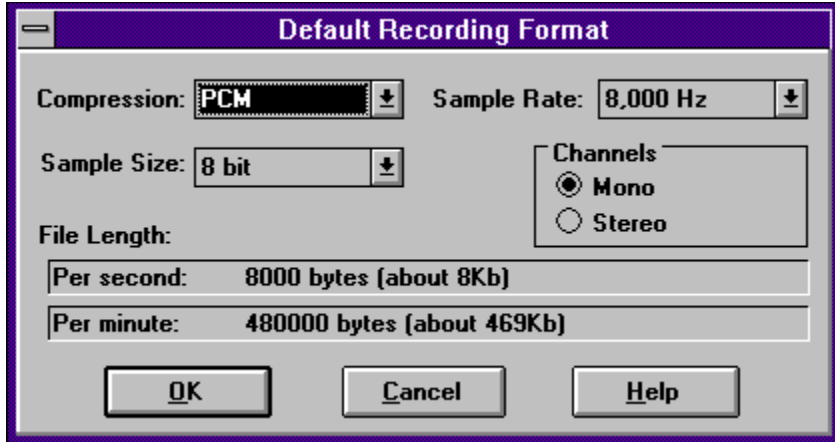 Default Recording Format
Compression: PCM Sample Rate: 8,000 Hz
Sample Size: 8 bit
Channels
Mono
Stereo
File Length:
Per second: 8000 bytes (about 8Kb)
Per minute: 480000 bytes (about 469Kb)
OK Cancel Help